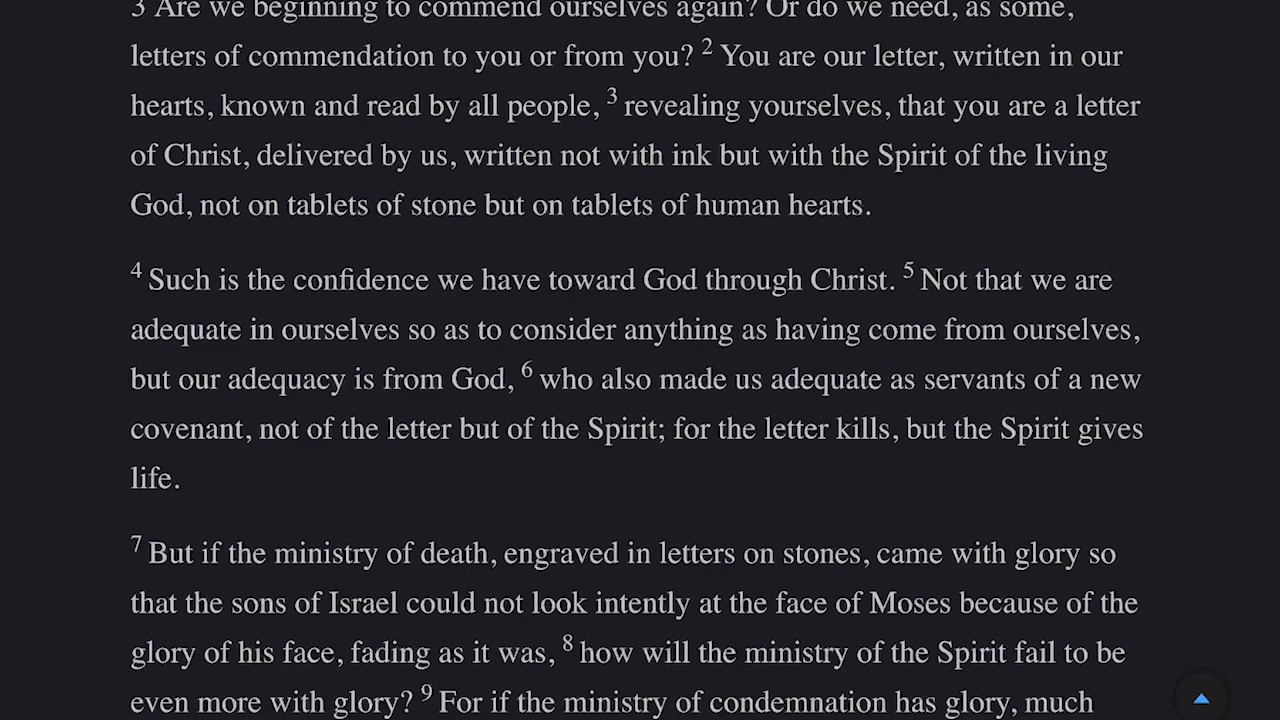 3 Are we beginning to commend ourselves again? Or do we need, as some,
letters of commendation to you or from you? 2 You are our letter, written in our
hearts, known and read by all people, 3 revealing yourselves, that you are a letter
of Christ, delivered by us, written not with ink but with the Spirit of the living
God, not on tablets of stone but on tablets of human hearts.
4 Such is the confidence we have toward God through Christ. 5 Not that we are
adequate in ourselves so as to consider anything as having come from ourselves,
but our adequacy is from God, 6 who also made us adequate as servants of a new
covenant, not of the letter but of the Spirit; for the letter kills, but the Spirit gives
life.
7 But if the ministry of death, engraved in letters on stones, came with glory so
that the sons of Israel could not look intently at the face of Moses because of the
glory of his face, fading as it was, 8 how will the ministry of the Spirit fail to be
even more with glory? 9 For if the ministry of condemnation has glory, much